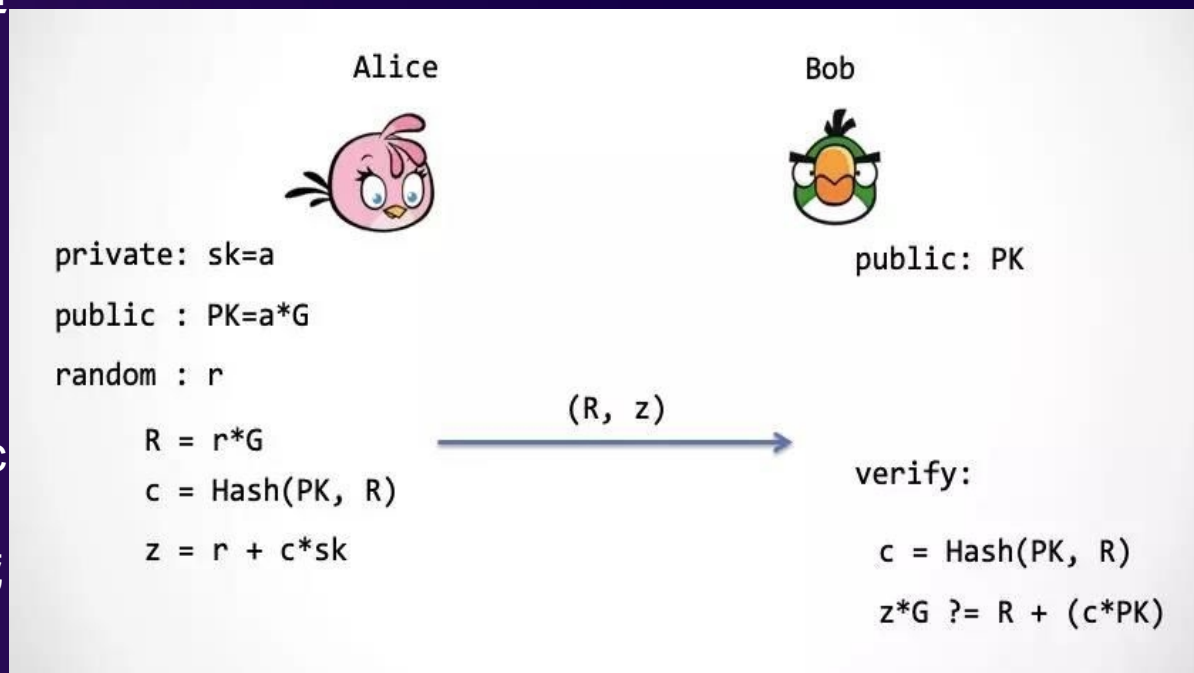 Alice
Bob
private: sk=a
public : PK=a*G
random : r
R = r*G
c = Hash(PK, R)
z = r + c*sk
(R, z)
public: PK
verify:
c = Hash(PK, R)
z*G ?= R + (c*PK)